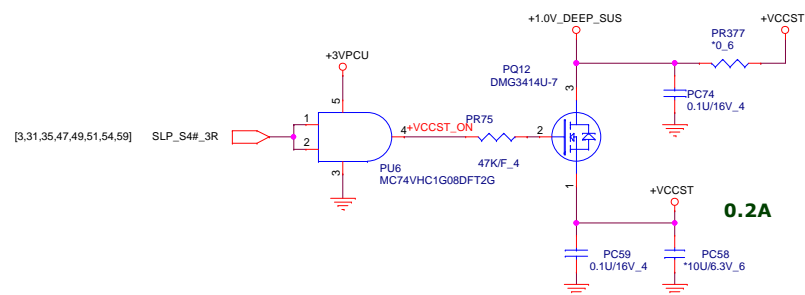 +1.0V_DEEP_SUS
+VCCST
PR377
*0_6
+3VPCU
PQ12
DMG3414U-7
3
PC74
0.1U/16V_4
5
[3,31,35,47,49,51,54,59]
SLP_S4#_3R
1
2
4
+VCCST_ON
PR75
2
47K/F_4
3
PU6
MC74VHC1G08DFT2G
1
+VCCST
0.2A
PC59
0.1U/16V_4
PC58
*10U/6.3V_6